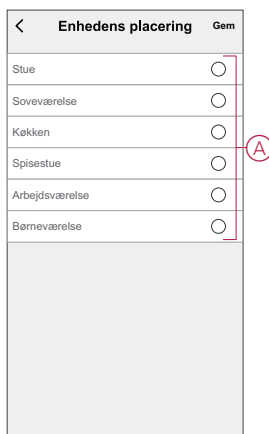 Enhedens placering Gem
Stue
Soveværelse
Køkken
Spisestue
Arbejdsværelse
Børneværelse
A